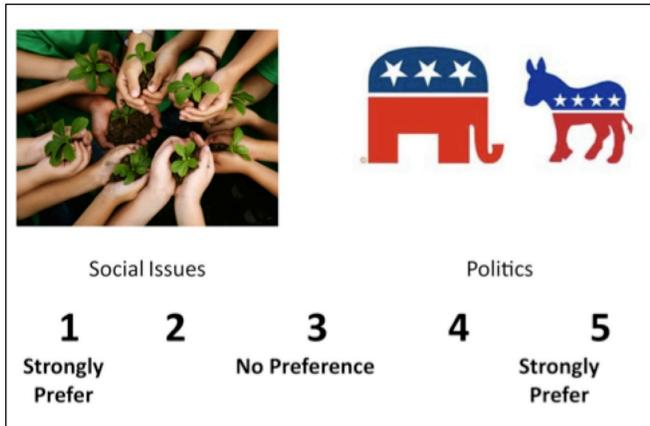 Social Issues Politics
1 2 3 4 5
Strongly Prefer No Preference Strongly Prefer